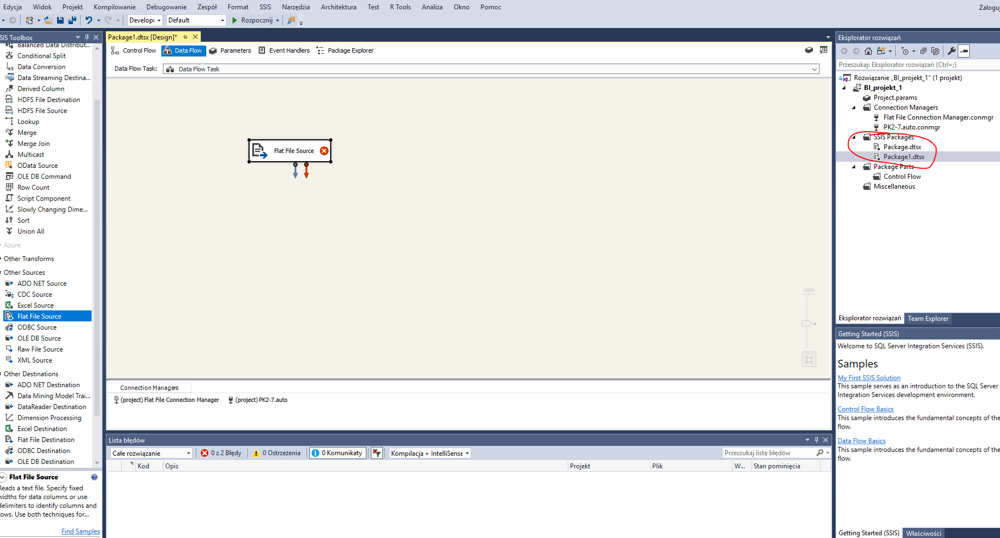 Edycja Widok Projekt Kompilowanie Debugowanie Zespół Format SSIS Narzędzia Architektura Test R Tools Analiza Okno Pomoc
Default Rozpocznij
Package1.dtsx [Design]*
Control Flow Data Flow Parameters Event Handlers Package Explorer
Data Flow Task: Data Flow Task
Conditional Split
Data Conversion
Data Streaming Destina...
Derived Column
HDFS File Destination
HDFS File Source
Lookup
Merge
Merge Join
Multicast
OData Source
OLE DB Command
Row Count
Script Component
Slowly Changing Dime...
Sort
Union All
Azure
Other Transforms
Other Sources
ADO NET Source
CDC Source
Excel Source
Flat File Source
ODBC Source
OLE DB Source
Raw File Source
XML Source
Other Destinations
ADO NET Destination
Data Mining Model Trai...
DataReader Destination
Dimension Processing
Excel Destination
Flat File Destination
ODBC Destination
OLE DB Destination
Flat File Source
Reads a text file. Specify fixed
widths for data columns or use
delimiters to identify columns and
rows. Use both techniques for...
Find Samples
Flat File Source
100%
Connection Managers
(project) Flat File Connection Manager (project) PK2-7.auto
Lista błędów
Całe rozwiązanie 0 z 2 Błędy 0 Ostrzeżenia 0 Komunikaty Kompilacja + IntelliSense Przeszukaj listę błędów
Kod Opis Projekt Plik W... Stan pominięcia
Eksplorator rozwiązań
Przeszukaj: Eksplorator rozwiązań (Ctrl+;)
Rozwiązanie „BI_projekt_1” (1 projekt)
BI_projekt_1
Project.params
Connection Managers
Flat File Connection Manager.conmgr
PK2-7.auto.conmgr
SSIS Packages
Package.dtsx
Package1.dtsx
Package Parts
Control Flow
Miscellaneous
Eksplorator rozwiązań Team Explorer
Getting Started (SSIS)
Welcome to SQL Server Integration Services (SSIS).
Samples
My First SSIS Solution
This sample serves as an introduction to the SQL Server
Integration Services development environment.
Control Flow Basics
This sample introduces the fundamental concepts of the
flow.
Data Flow Basics
This sample introduces the fundamental concepts of the
flow.
Getting Started (SSIS) Właściwości